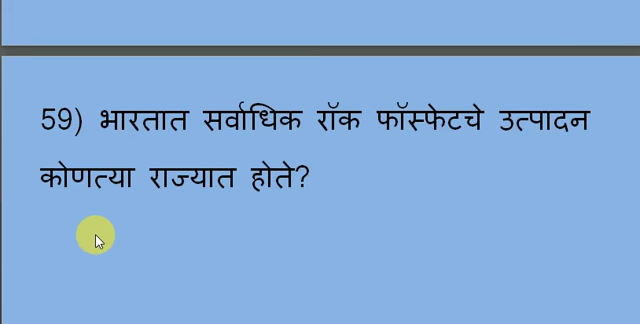 59) भारतात सर्वाधिक रॉक फॉस्फेटचे उत्पादन
कोणत्या राज्यात होते?